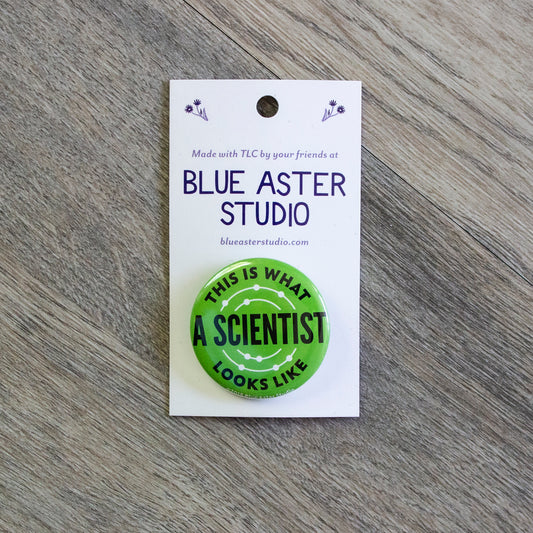 Made with TLC by your friends at
BLUE ASTER
STUDIO
blueasterstudio.com
THIS IS WHAT
A SCIENTIST
LOOKS LIKE